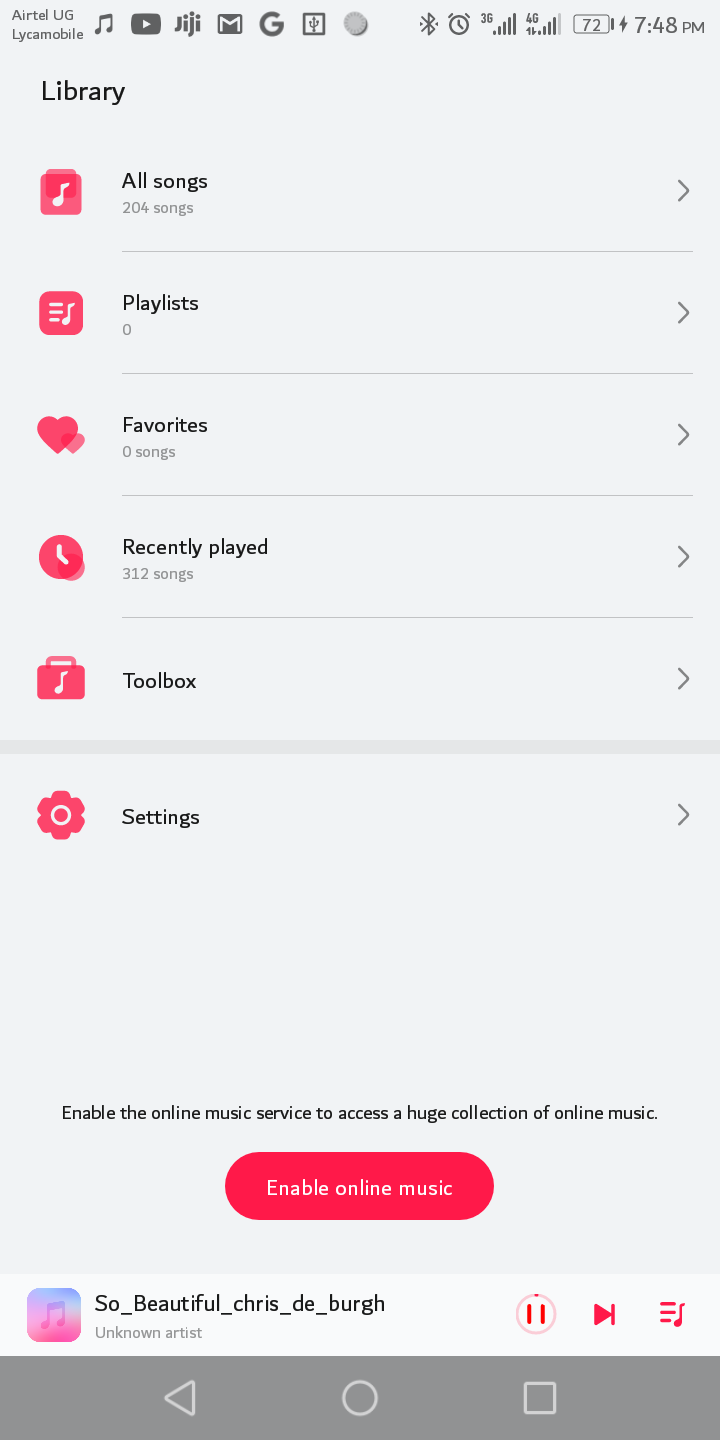 Airtel UG
Lycamobile
Jiji
G
3G
4G
72
7:48 PM
Library
All songs
204 songs
Playlists
0
Favorites
0 songs
Recently played
312 songs
Toolbox
Settings
Enable the online music service to access a huge collection of online music.
Enable online music
So_Beautiful_chris_de_burgh
Unknown artist